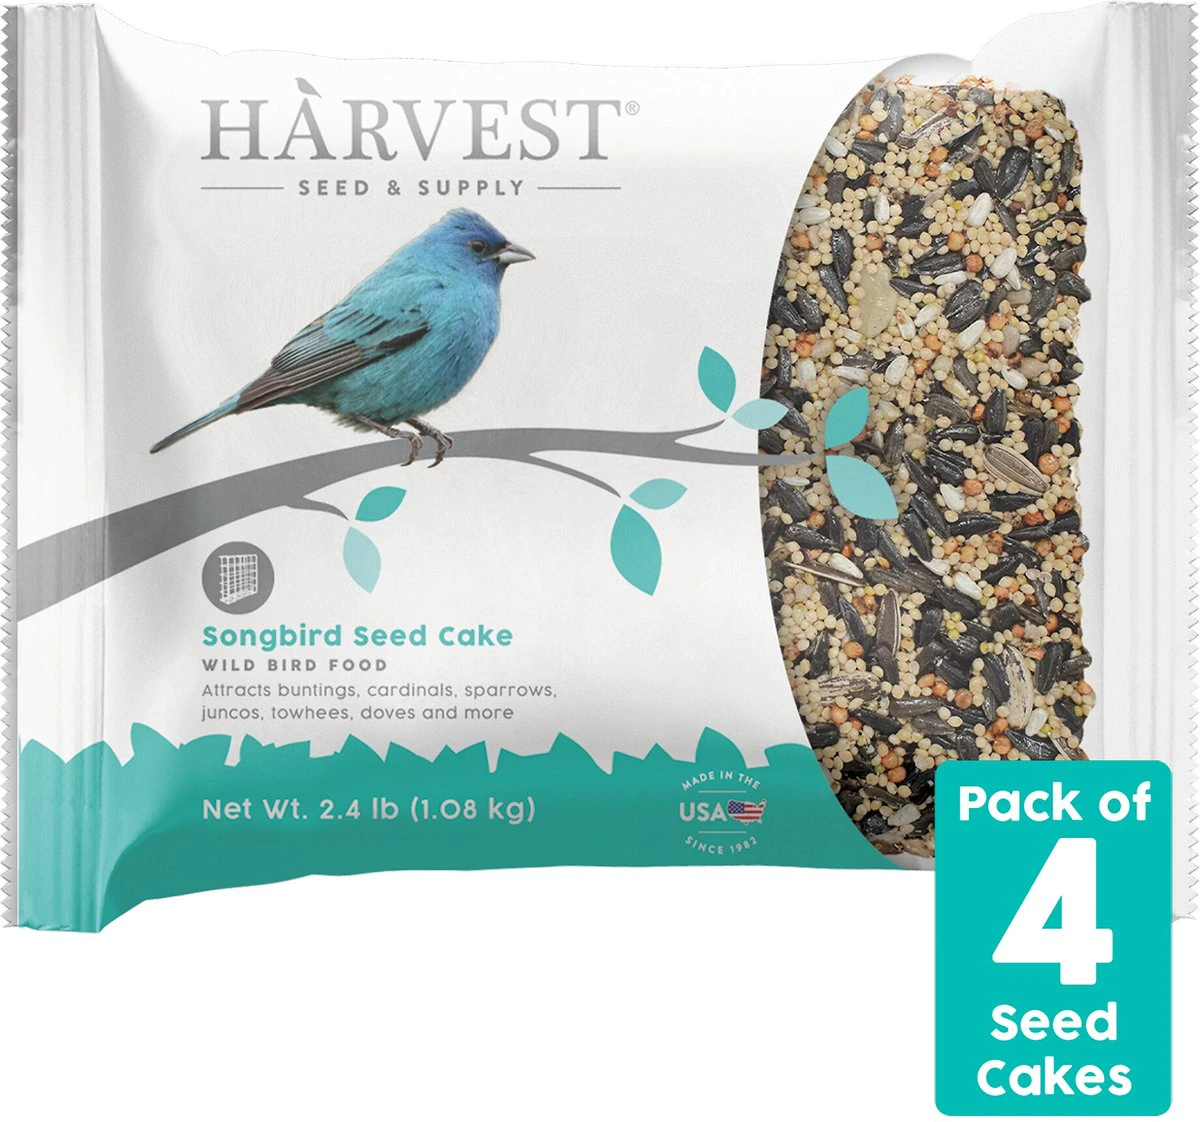 HÀRVEST®
SEED & SUPPLY
Songbird Seed Cake
WILD BIRD FOOD
Attracts buntings, cardinals, sparrows,
juncos, towhees, doves and more
Net Wt. 2.4 lb (1.08 kg)
MADE IN THE
USA
SINCE 1982
Pack of
4
Seed
Cakes